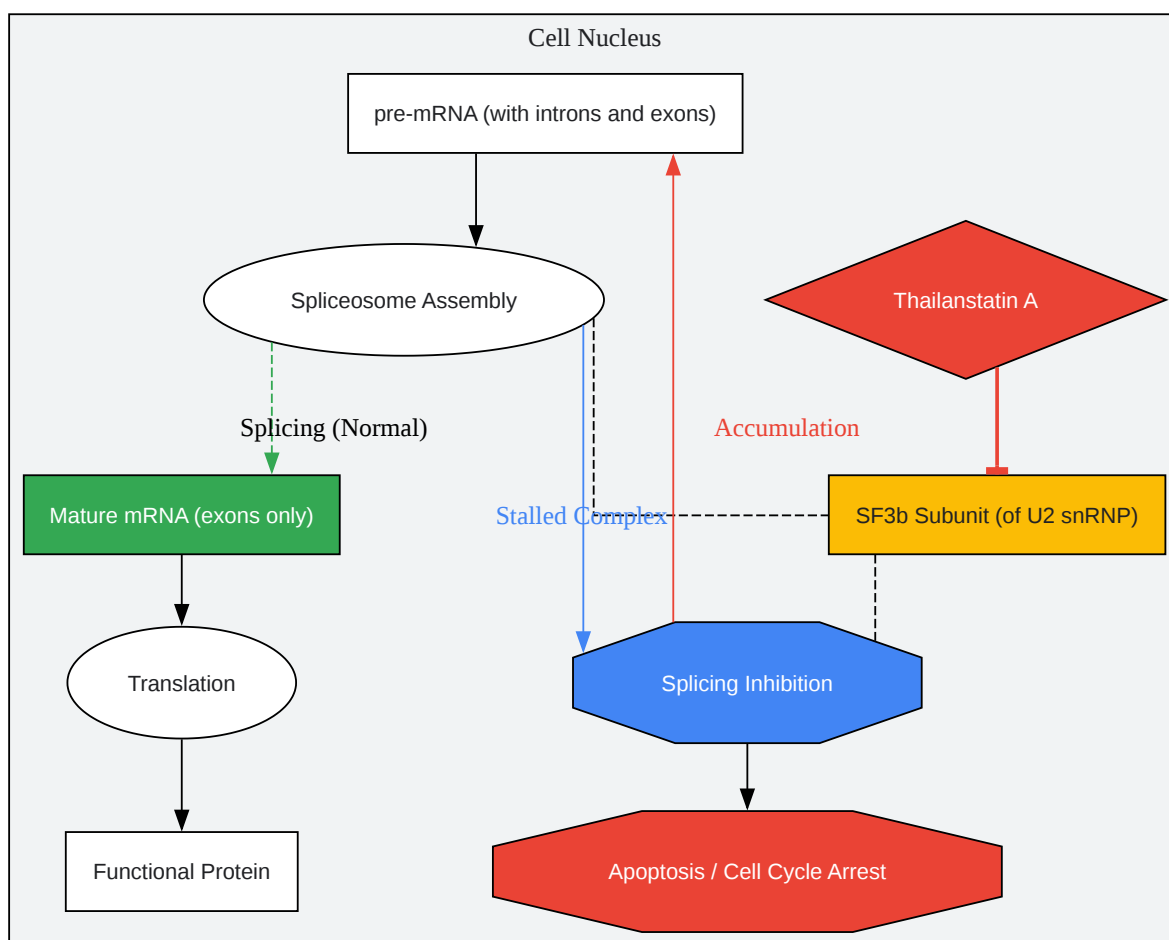 Cell Nucleus
pre-mRNA (with introns and exons)
Spliceosome Assembly
Thailanstatin A
Splicing (Normal)
Accumulation
Mature mRNA (exons only)
Stalled Complex
SF3b Subunit (of U2 snRNP)
Translation
Splicing Inhibition
Functional Protein
Apoptosis / Cell Cycle Arrest